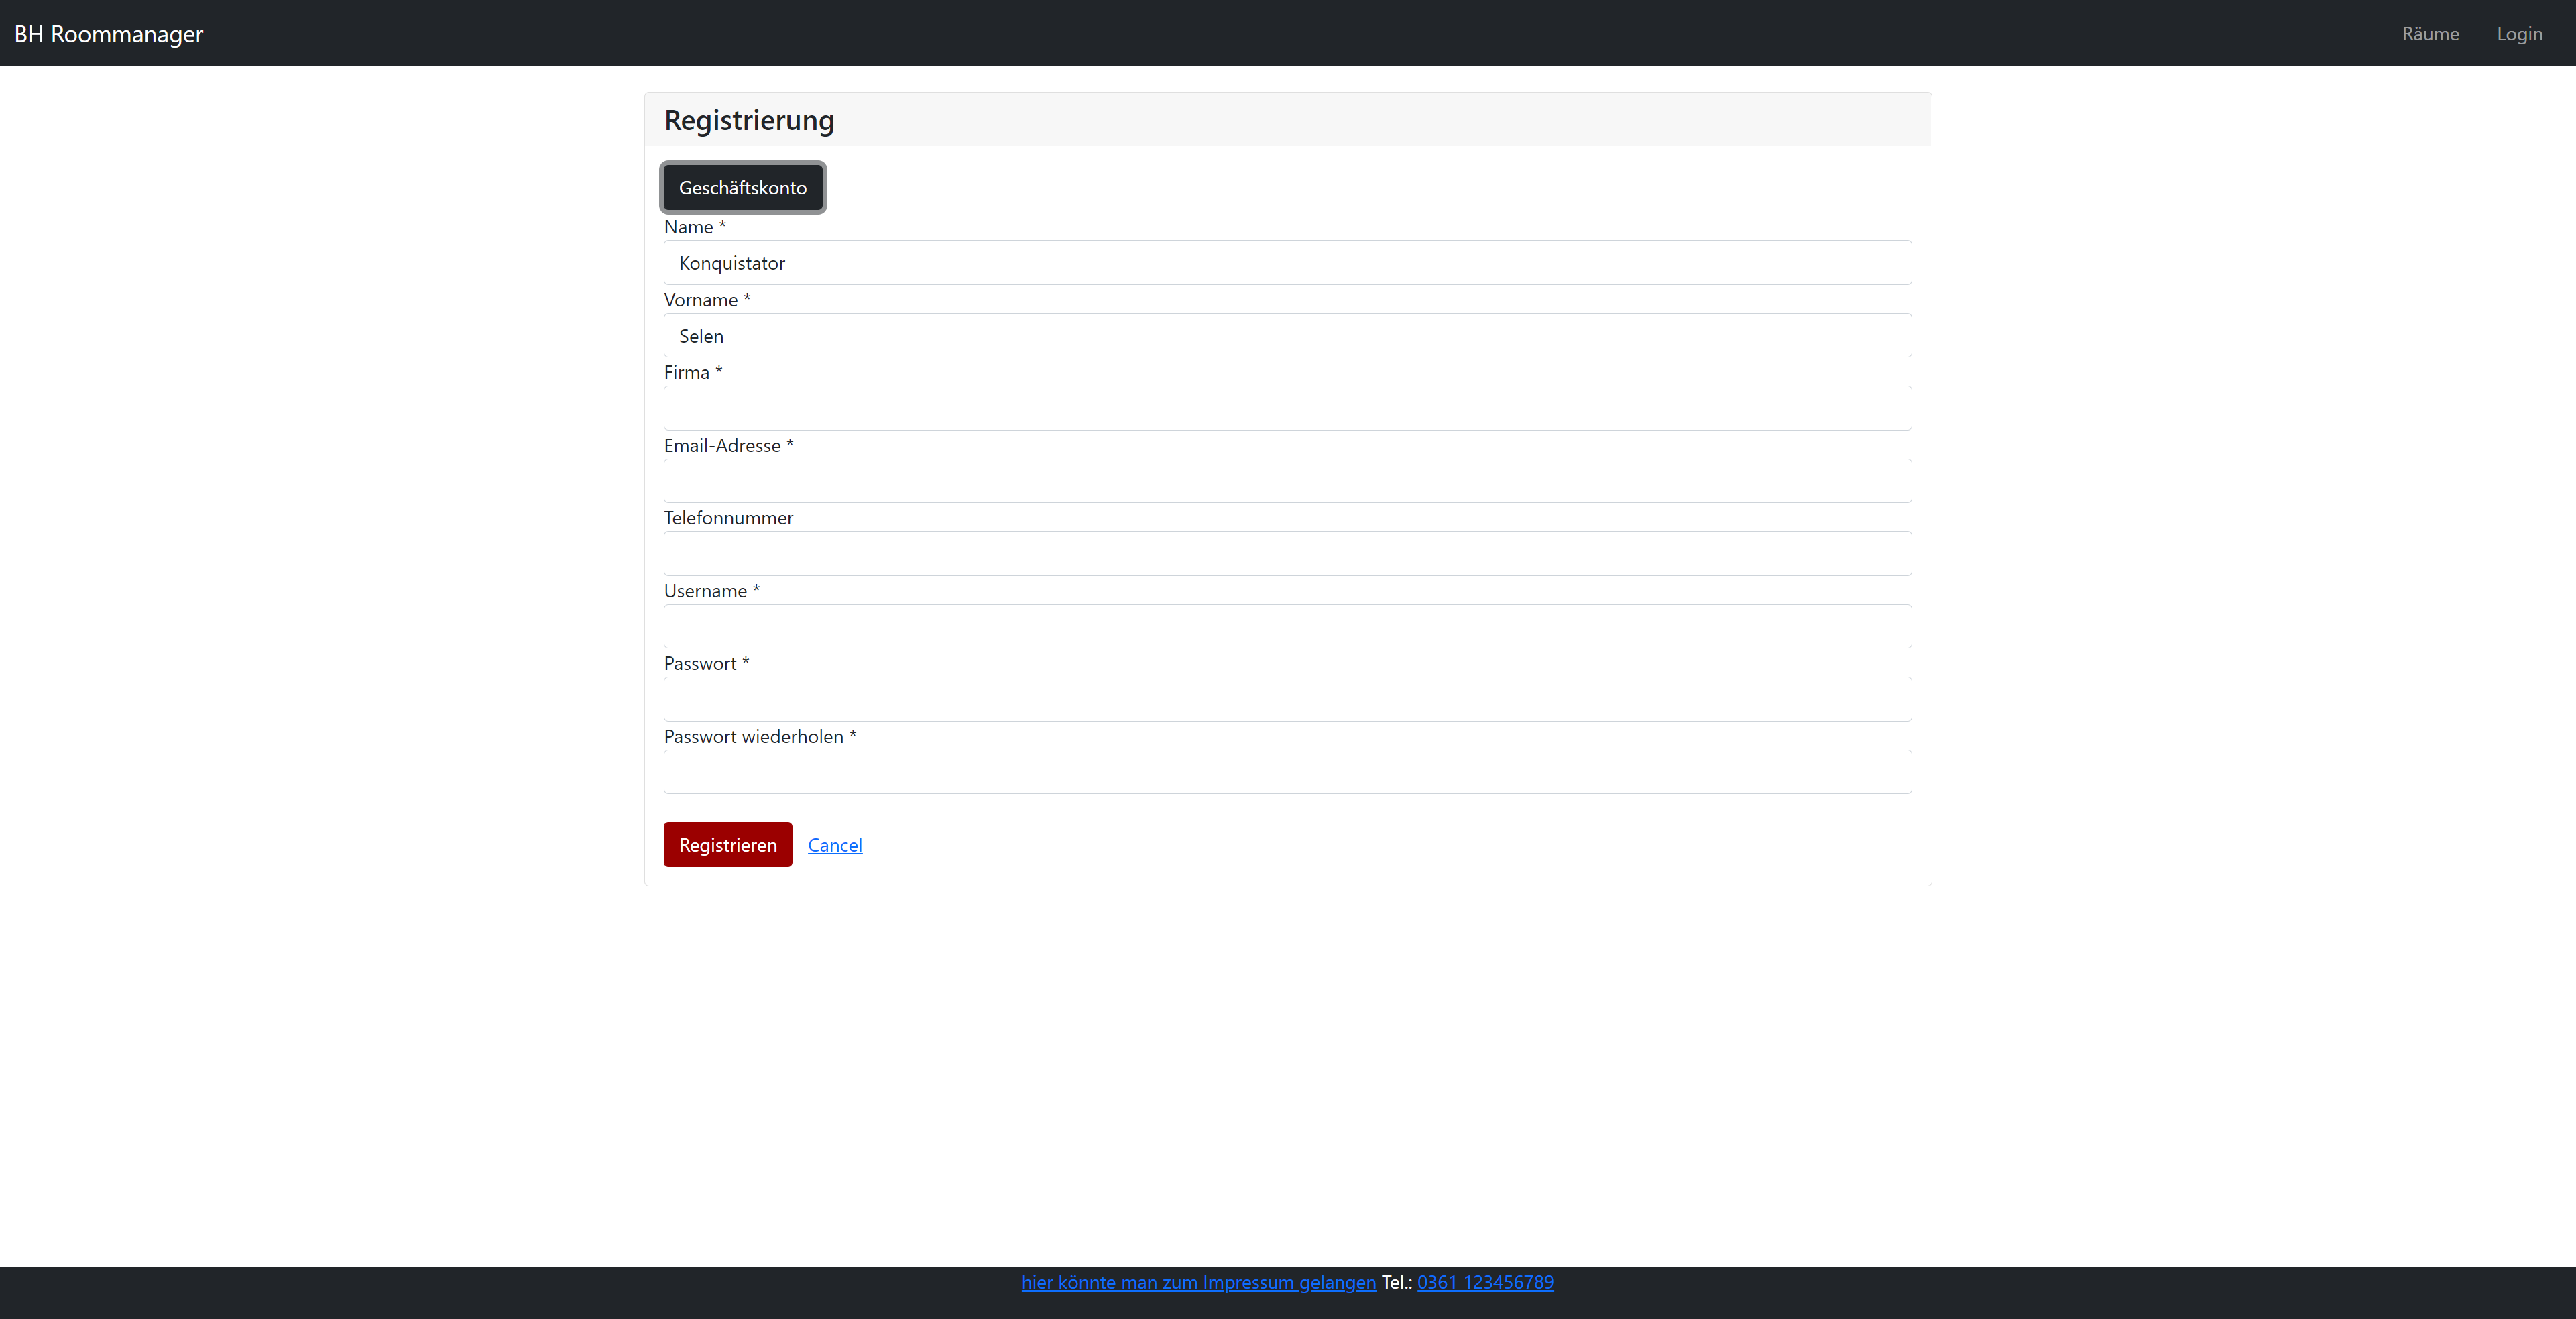 BH Roommanager Räume Login
Registrierung
Geschäftskonto
Name *
Konquistator
Vorname *
Selen
Firma *
Email-Adresse *
Telefonnummer
Username *
Passwort *
Passwort wiederholen *
Registrieren Cancel
hier könnte man zum Impressum gelangen Tel.: 0361 123456789